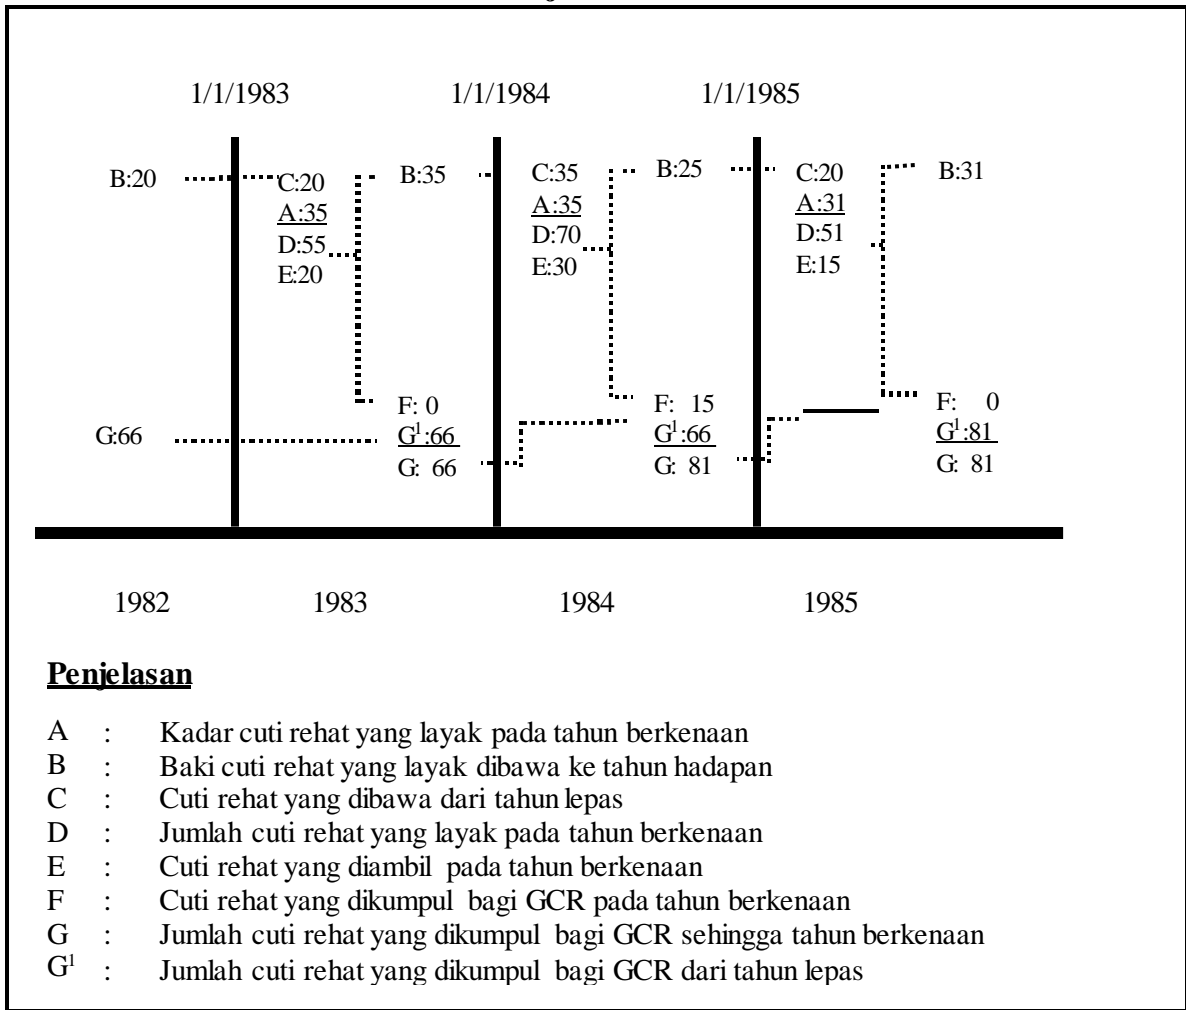 1/1/1983 1/1/1984 1/1/1985
B:20
C:20
A:35
D:55
E:20
B:35
C:35
A:35
D:70
E:30
B:25
C:20
A:31
D:51
E:15
B:31
G:66
F: 0
G¹:66
G: 66
F: 15
G¹:66
G: 81
F: 0
G¹:81
G: 81
1982 1983 1984 1985
Penjelasan
A : Kadar cuti rehat yang layak pada tahun berkenaan
B : Baki cuti rehat yang layak dibawa ke tahun hadapan
C : Cuti rehat yang dibawa dari tahun lepas
D : Jumlah cuti rehat yang layak pada tahun berkenaan
E : Cuti rehat yang diambil pada tahun berkenaan
F : Cuti rehat yang dikumpul bagi GCR pada tahun berkenaan
G : Jumlah cuti rehat yang dikumpul bagi GCR sehingga tahun berkenaan
G¹ : Jumlah cuti rehat yang dikumpul bagi GCR dari tahun lepas